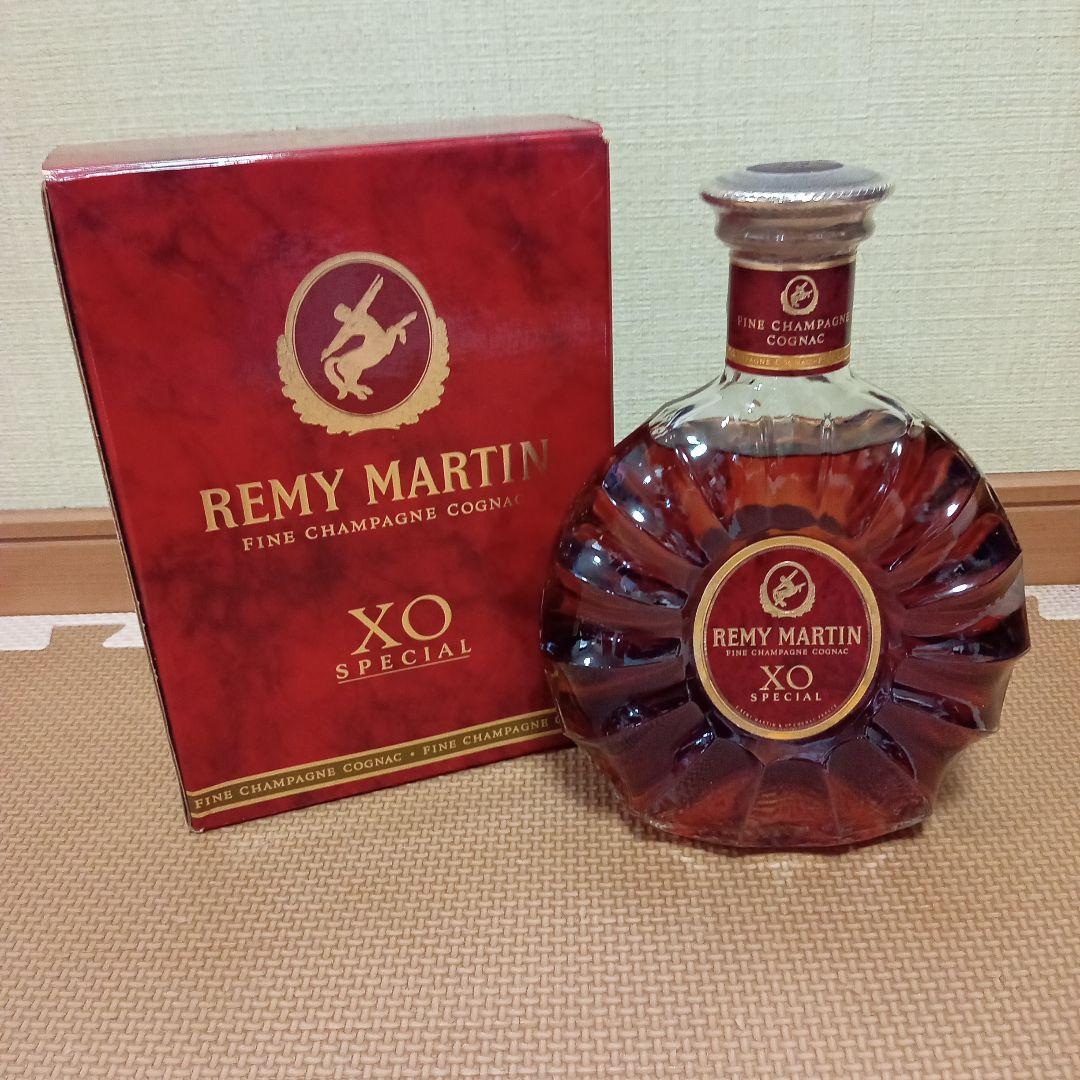 REMY MARTIN
FINE CHAMPAGNE COGNAC
XO
SPECIAL
FINE CHAMPAGNE COGNAC • FINE CHAMPAGNE
FINE CHAMPAGNE
COGNAC
REMY MARTIN
FINE CHAMPAGNE COGNAC
XO
SPECIAL